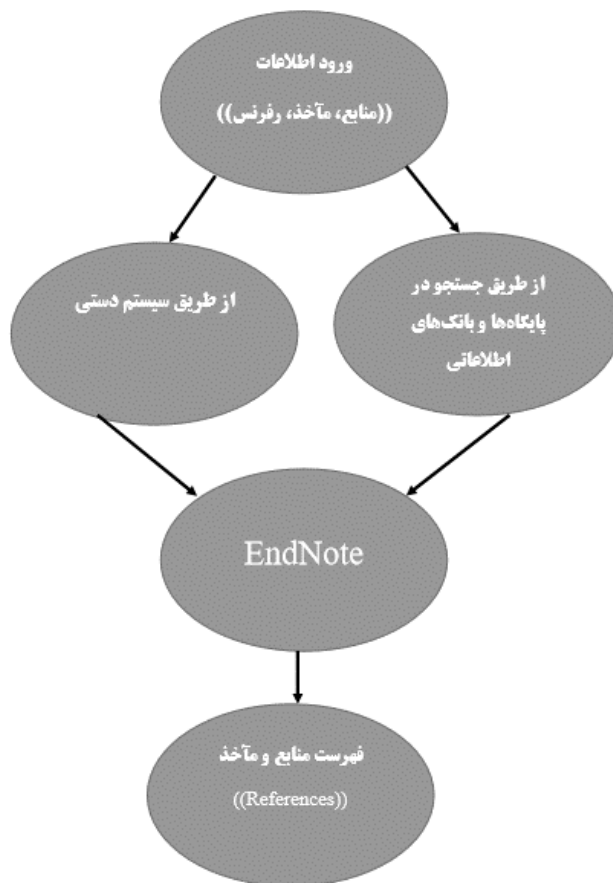 ورود اطلاعات
((منابع، مآخذ، رفرنس))
از طریق جستجو در
پایگاه‌ها و بانک‌های
اطلاعاتی
از طریق سیستم دستی
EndNote
فهرست منابع و مآخذ
((References))